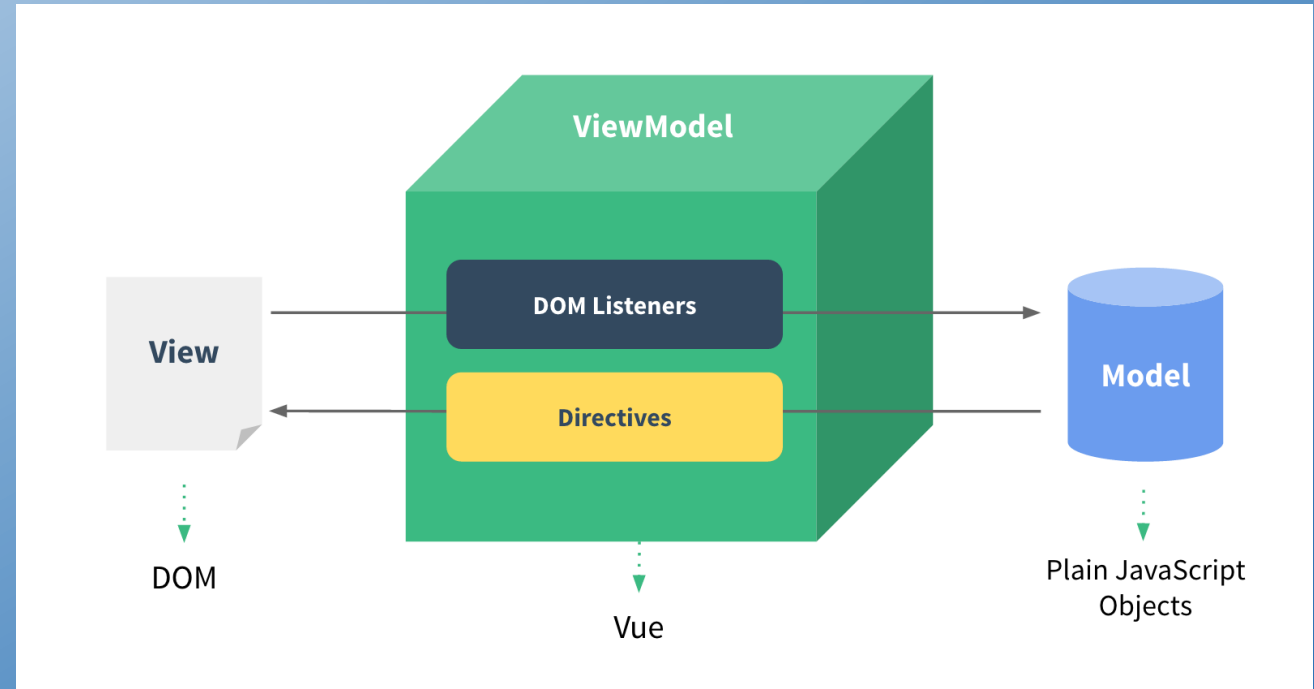 ViewModel
DOM Listeners
View
Model
Directives
DOM
Plain JavaScript
Objects
Vue